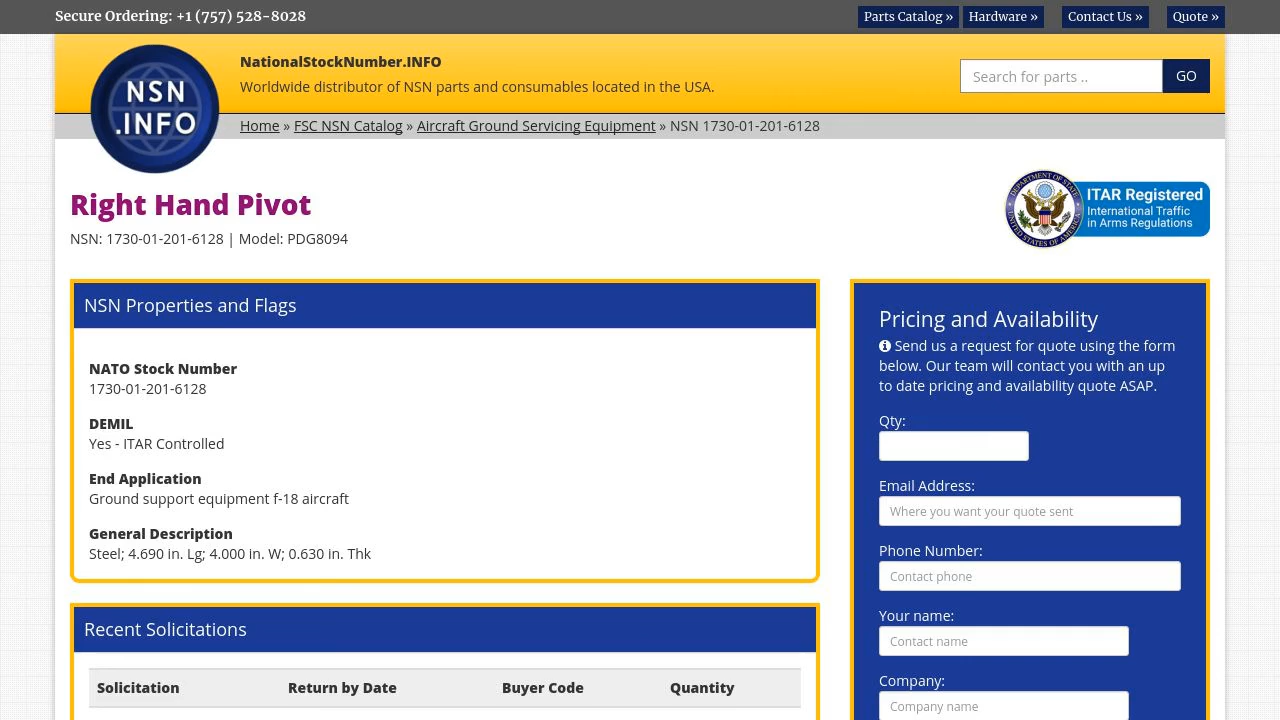 Secure Ordering: +1 (757) 528-8028
Parts Catalog » Hardware » Contact Us » Quote »
NSN
.INFO
NationalStockNumber.INFO
Worldwide distributor of NSN parts and consumables located in the USA.
Search for parts ..
GO
Home » FSC NSN Catalog » Aircraft Ground Servicing Equipment » NSN 1730-01-201-6128
Right Hand Pivot
NSN: 1730-01-201-6128 | Model: PDG8094
DEPARTMENT OF STATE
UNITED STATES OF AMERICA
ITAR Registered
International Traffic
in Arms Regulations
NSN Properties and Flags
NATO Stock Number
1730-01-201-6128
DEMIL
Yes - ITAR Controlled
End Application
Ground support equipment f-18 aircraft
General Description
Steel; 4.690 in. Lg; 4.000 in. W; 0.630 in. Thk
Recent Solicitations
Solicitation Return by Date Buyer Code Quantity
Pricing and Availability
Send us a request for quote using the form
below. Our team will contact you with an up
to date pricing and availability quote ASAP.
Qty:
Email Address:
Where you want your quote sent
Phone Number:
Contact phone
Your name:
Contact name
Company:
Company name